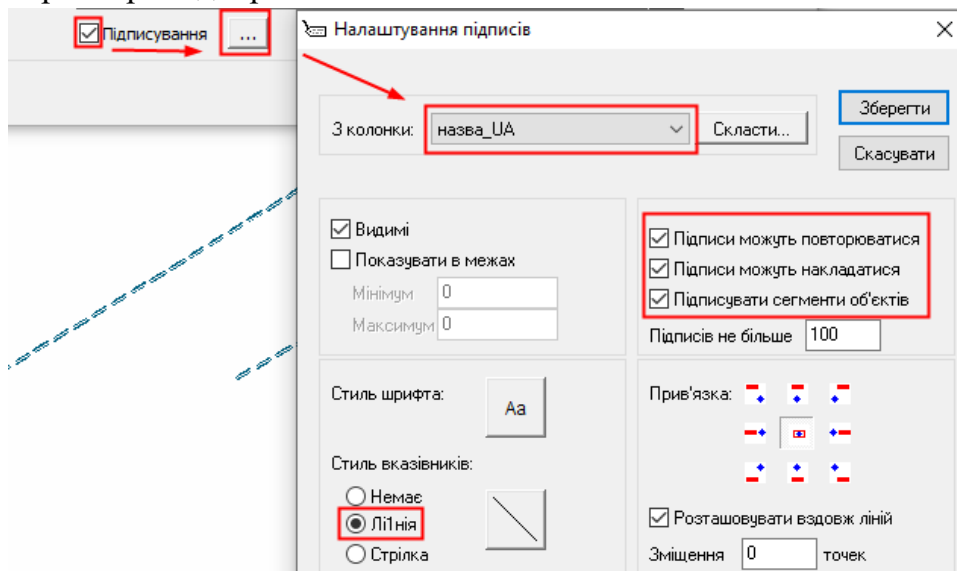 Підписування ...
Налаштування підписів
З колонки: назва_UA Скласти... Зберегти
Скасувати
Видимі
Показувати в межах
Мінімум 0
Максимум 0
Підписи можуть повторюватися
Підписи можуть накладатися
Підписувати сегменти об'єктів
Підписів не більше 100
Стиль шрифта: Aa
Стиль вказівників:
Немає
Лі1нія
Стрілка
Прив'язка:
Розташовувати вздовж ліній
Зміщення 0 точек